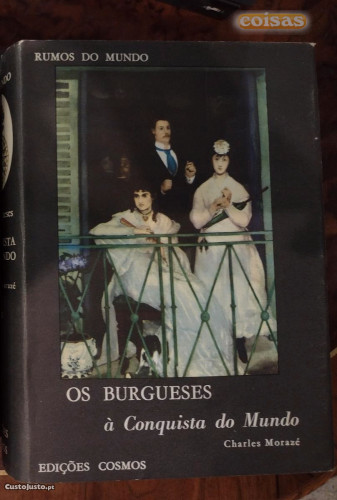 coisas
RUMOS DO MUNDO
OS BURGUESES
à Conquista do Mundo
Charles Morazé
EDIÇÕES COSMOS
CustoJusto.pt